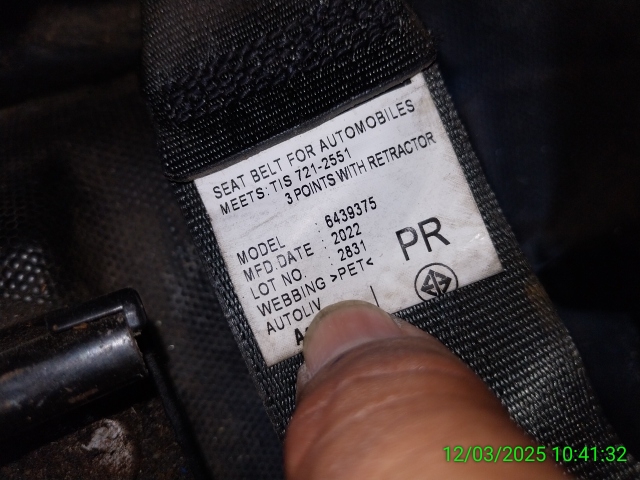 SEAT BELT FOR AUTOMOBILES
MEETS: TIS 721-2551
3 POINTS WITH RETRACTOR
MODEL : 6439375
MFD.DATE : 2022
LOT NO. : 2831
WEBBING >PET<
AUTOLIV
PR
12/03/2025 10:41:32